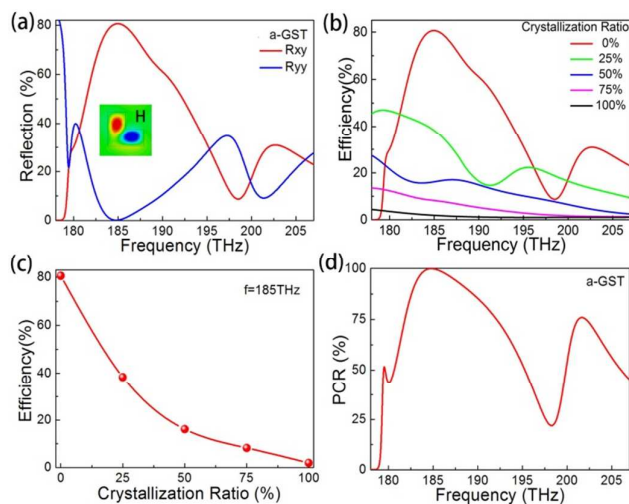 (a)
a-GST
Rxy
Ryy
H
80
60
40
20
0
Reflection (%)
180 185 190 195 200 205
Frequency (THz)
(b)
Crystallization Ratio
0%
25%
50%
75%
100%
80
60
40
20
0
Efficiency(%)
180 185 190 195 200 205
Frequency (THz)
(c)
f=185THz
80
60
40
20
0
Efficiency(%)
0 25 50 75 100
Crystallization Ratio (%)
(d)
a-GST
100
75
50
25
0
PCR(%)
180 185 190 195 200 205
Frequency (THz)